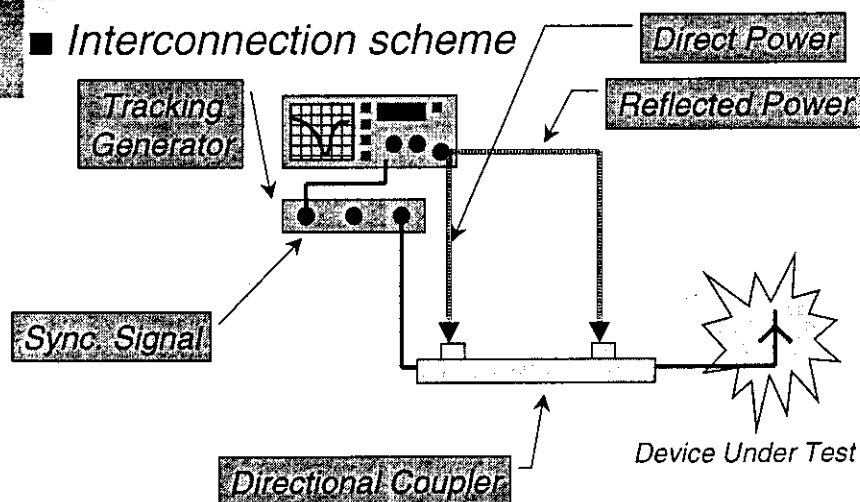 ■ Interconnection scheme
Direct Power
Tracking
Generator
Reflected Power
Sync. Signal
Device Under Test
Directional Coupler